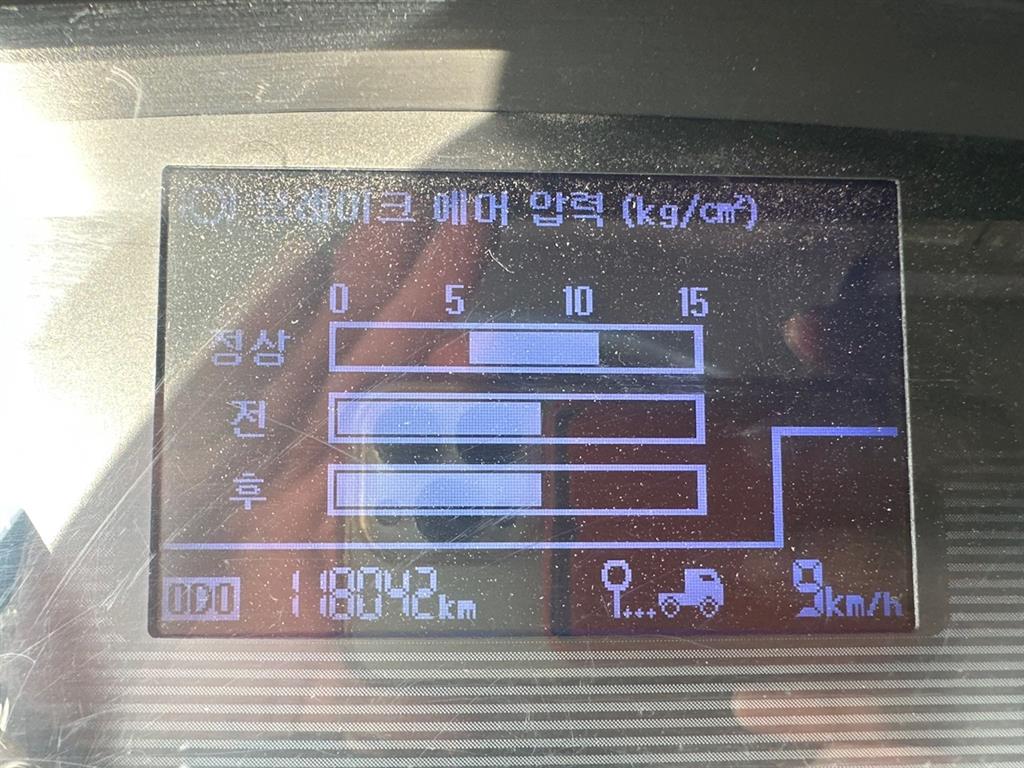 브레이크 에어 압력 (kg/cm²)
0 5 10 15
정상
전
후
ODO 118042km 9km/h